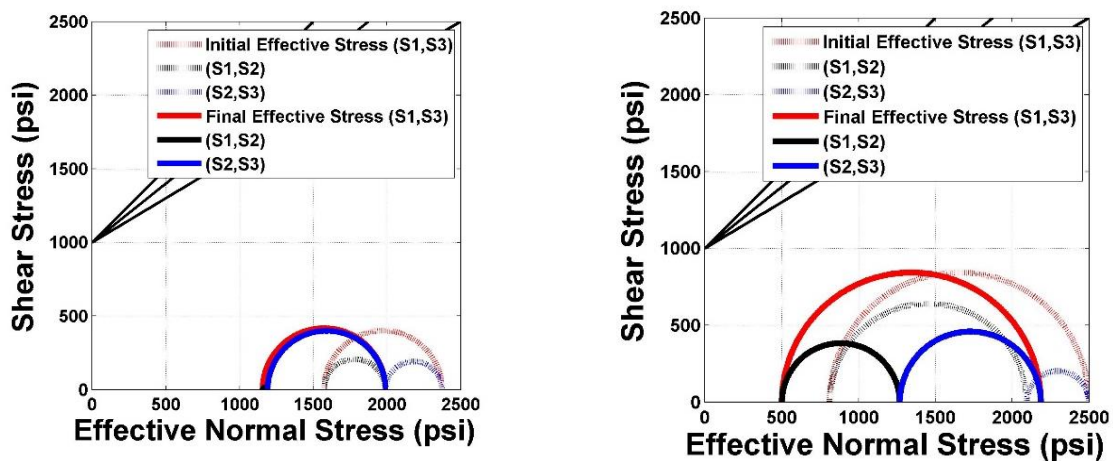 2500
2000
1500
1000
500
0
Shear Stress (psi)
Initial Effective Stress (S1,S3)
(S1,S2)
(S2,S3)
Final Effective Stress (S1,S3)
(S1,S2)
(S2,S3)
0 500 1000 1500 2000 2500
Effective Normal Stress (psi)
2500
2000
1500
1000
500
0
Shear Stress (psi)
Initial Effective Stress (S1,S3)
(S1,S2)
(S2,S3)
Final Effective Stress (S1,S3)
(S1,S2)
(S2,S3)
0 500 1000 1500 2000 2500
Effective Normal Stress (psi)